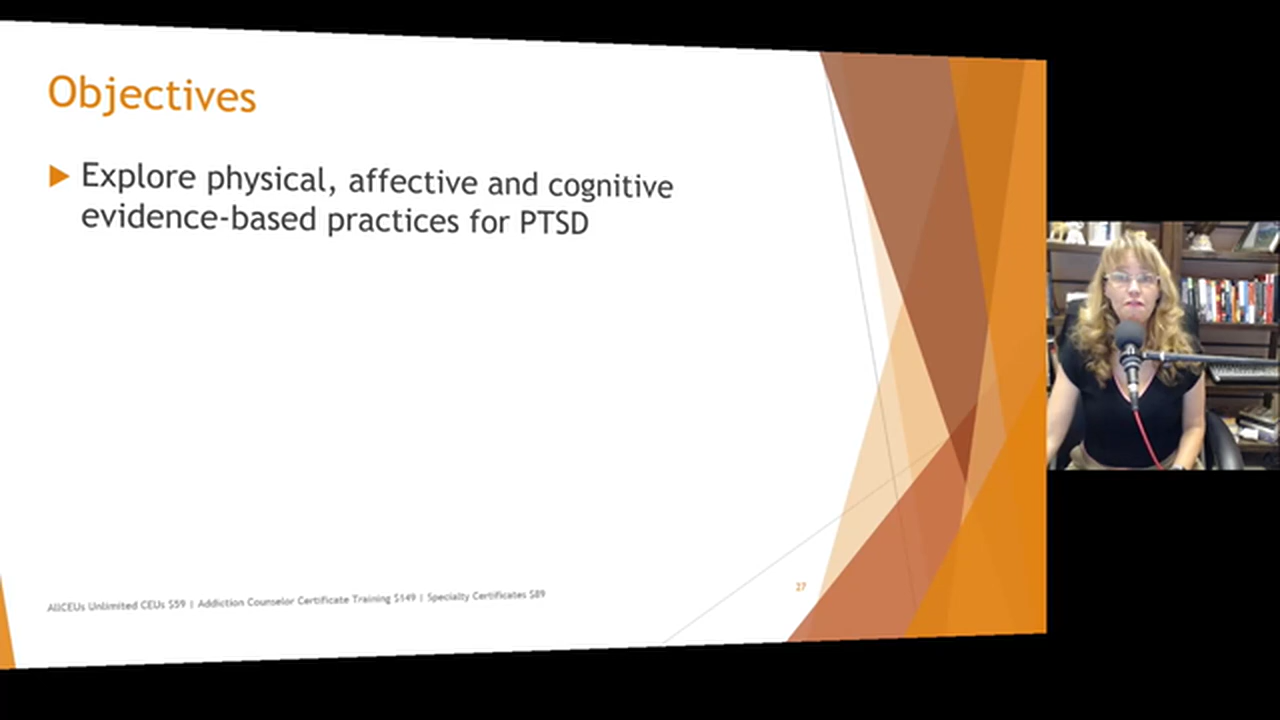 Objectives
Explore physical, affective and cognitive
evidence-based practices for PTSD
AllCEUs Unlimited CEUs $59 | Addiction Counselor Certificate Training $149 | Specialty Certificates $89
27